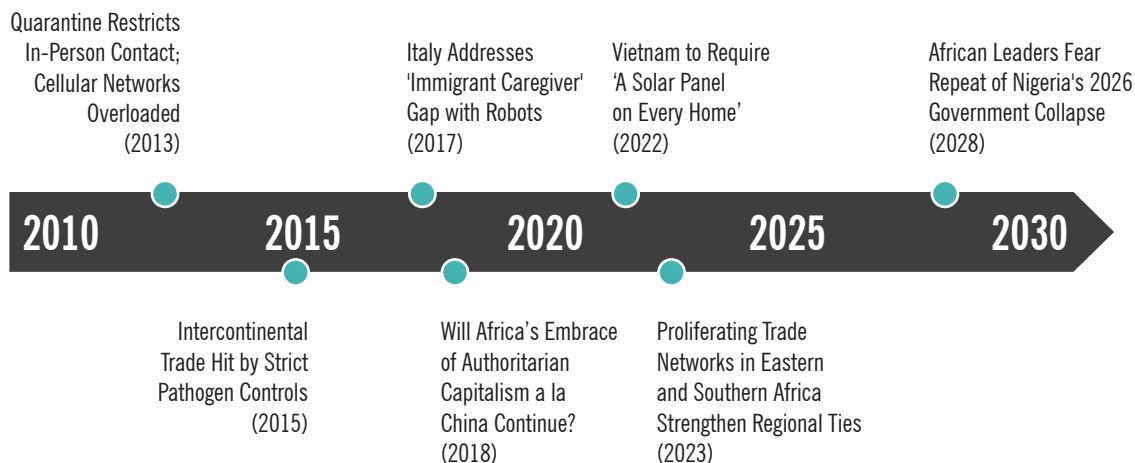 Quarantine Restricts
In-Person Contact;
Cellular Networks
Overloaded
(2013)
Italy Addresses
'Immigrant Caregiver'
Gap with Robots
(2017)
Vietnam to Require
‘A Solar Panel
on Every Home’
(2022)
African Leaders Fear
Repeat of Nigeria's 2026
Government Collapse
(2028)
2010
2015
2020
2025
2030
Intercontinental
Trade Hit by Strict
Pathogen Controls
(2015)
Will Africa’s Embrace
of Authoritarian
Capitalism a la
China Continue?
(2018)
Proliferating Trade
Networks in Eastern
and Southern Africa
Strengthen Regional Ties
(2023)